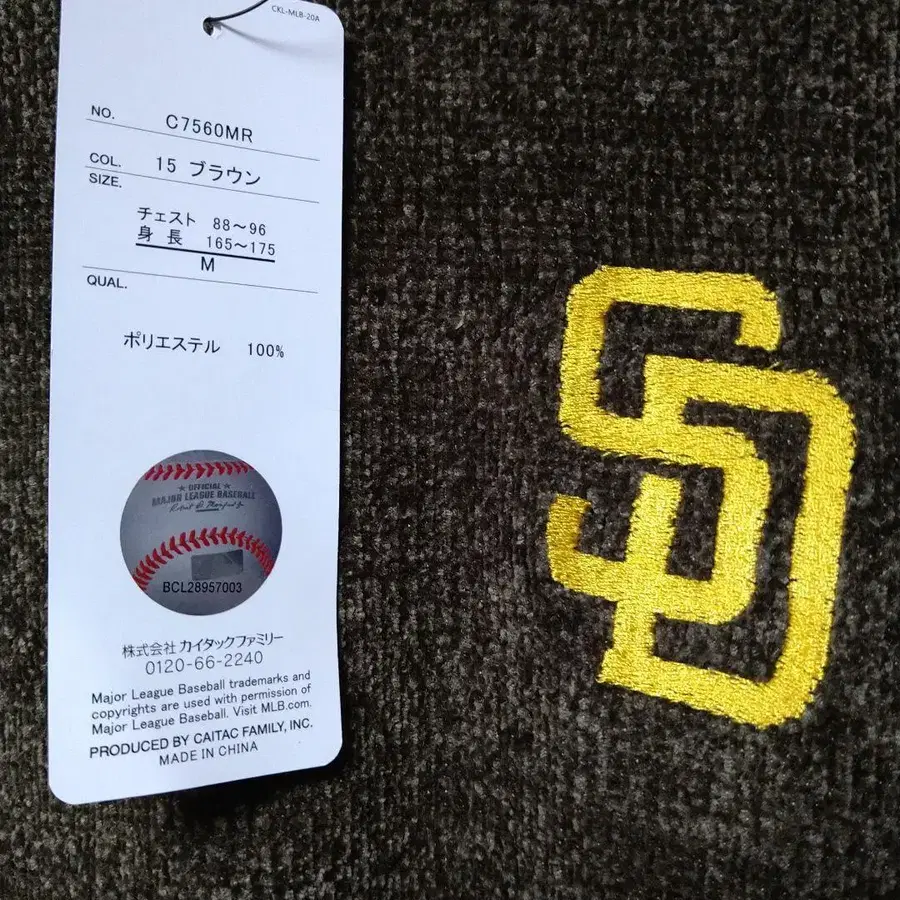 CKL-MLB-20A
NO. C7560MR
COL. 15 ブラウン
SIZE.
チェスト 88〜96
身長 165〜175
M
QUAL.
ポリエステル 100%
★ OFFICIAL ★
MAJOR LEAGUE BASEBALL
BCL28957003
株式会社 カイタックファミリー
0120-66-2240
Major League Baseball trademarks and
copyrights are used with permission of
Major League Baseball. Visit MLB.com.
PRODUCED BY CAITAC FAMILY, INC.
MADE IN CHINA
SD